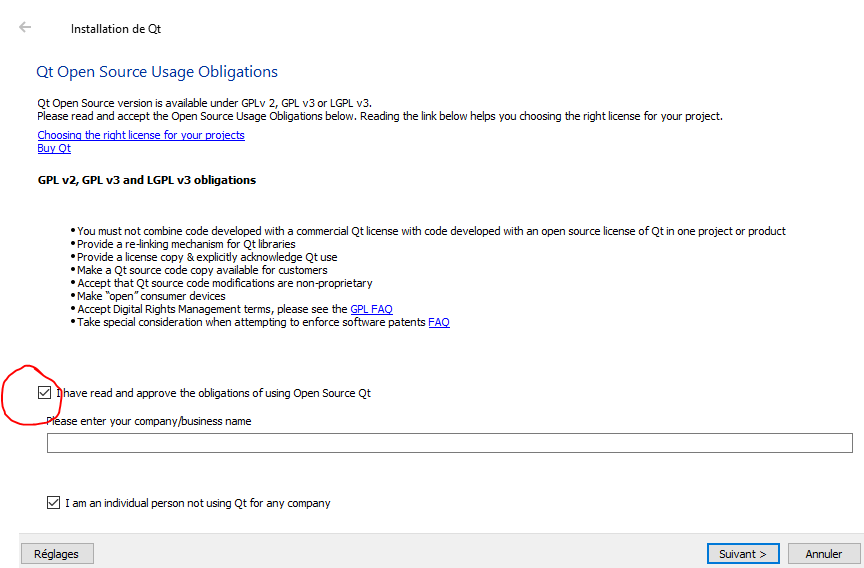 Installation de Qt
Qt Open Source Usage Obligations
Qt Open Source version is available under GPLv 2, GPL v3 or LGPL v3.
Please read and accept the Open Source Usage Obligations below. Reading the link below helps you choosing the right license for your project.
Choosing the right license for your projects
Buy Qt
GPL v2, GPL v3 and LGPL v3 obligations
• You must not combine code developed with a commercial Qt license with code developed with an open source license of Qt in one project or product
• Provide a re-linking mechanism for Qt libraries
• Provide a license copy & explicitly acknowledge Qt use
• Make a Qt source code copy available for customers
• Accept that Qt source code modifications are non-proprietary
• Make “open” consumer devices
• Accept Digital Rights Management terms, please see the GPL FAQ
• Take special consideration when attempting to enforce software patents FAQ
I have read and approve the obligations of using Open Source Qt
Please enter your company/business name
I am an individual person not using Qt for any company
Réglages
Suivant >
Annuler